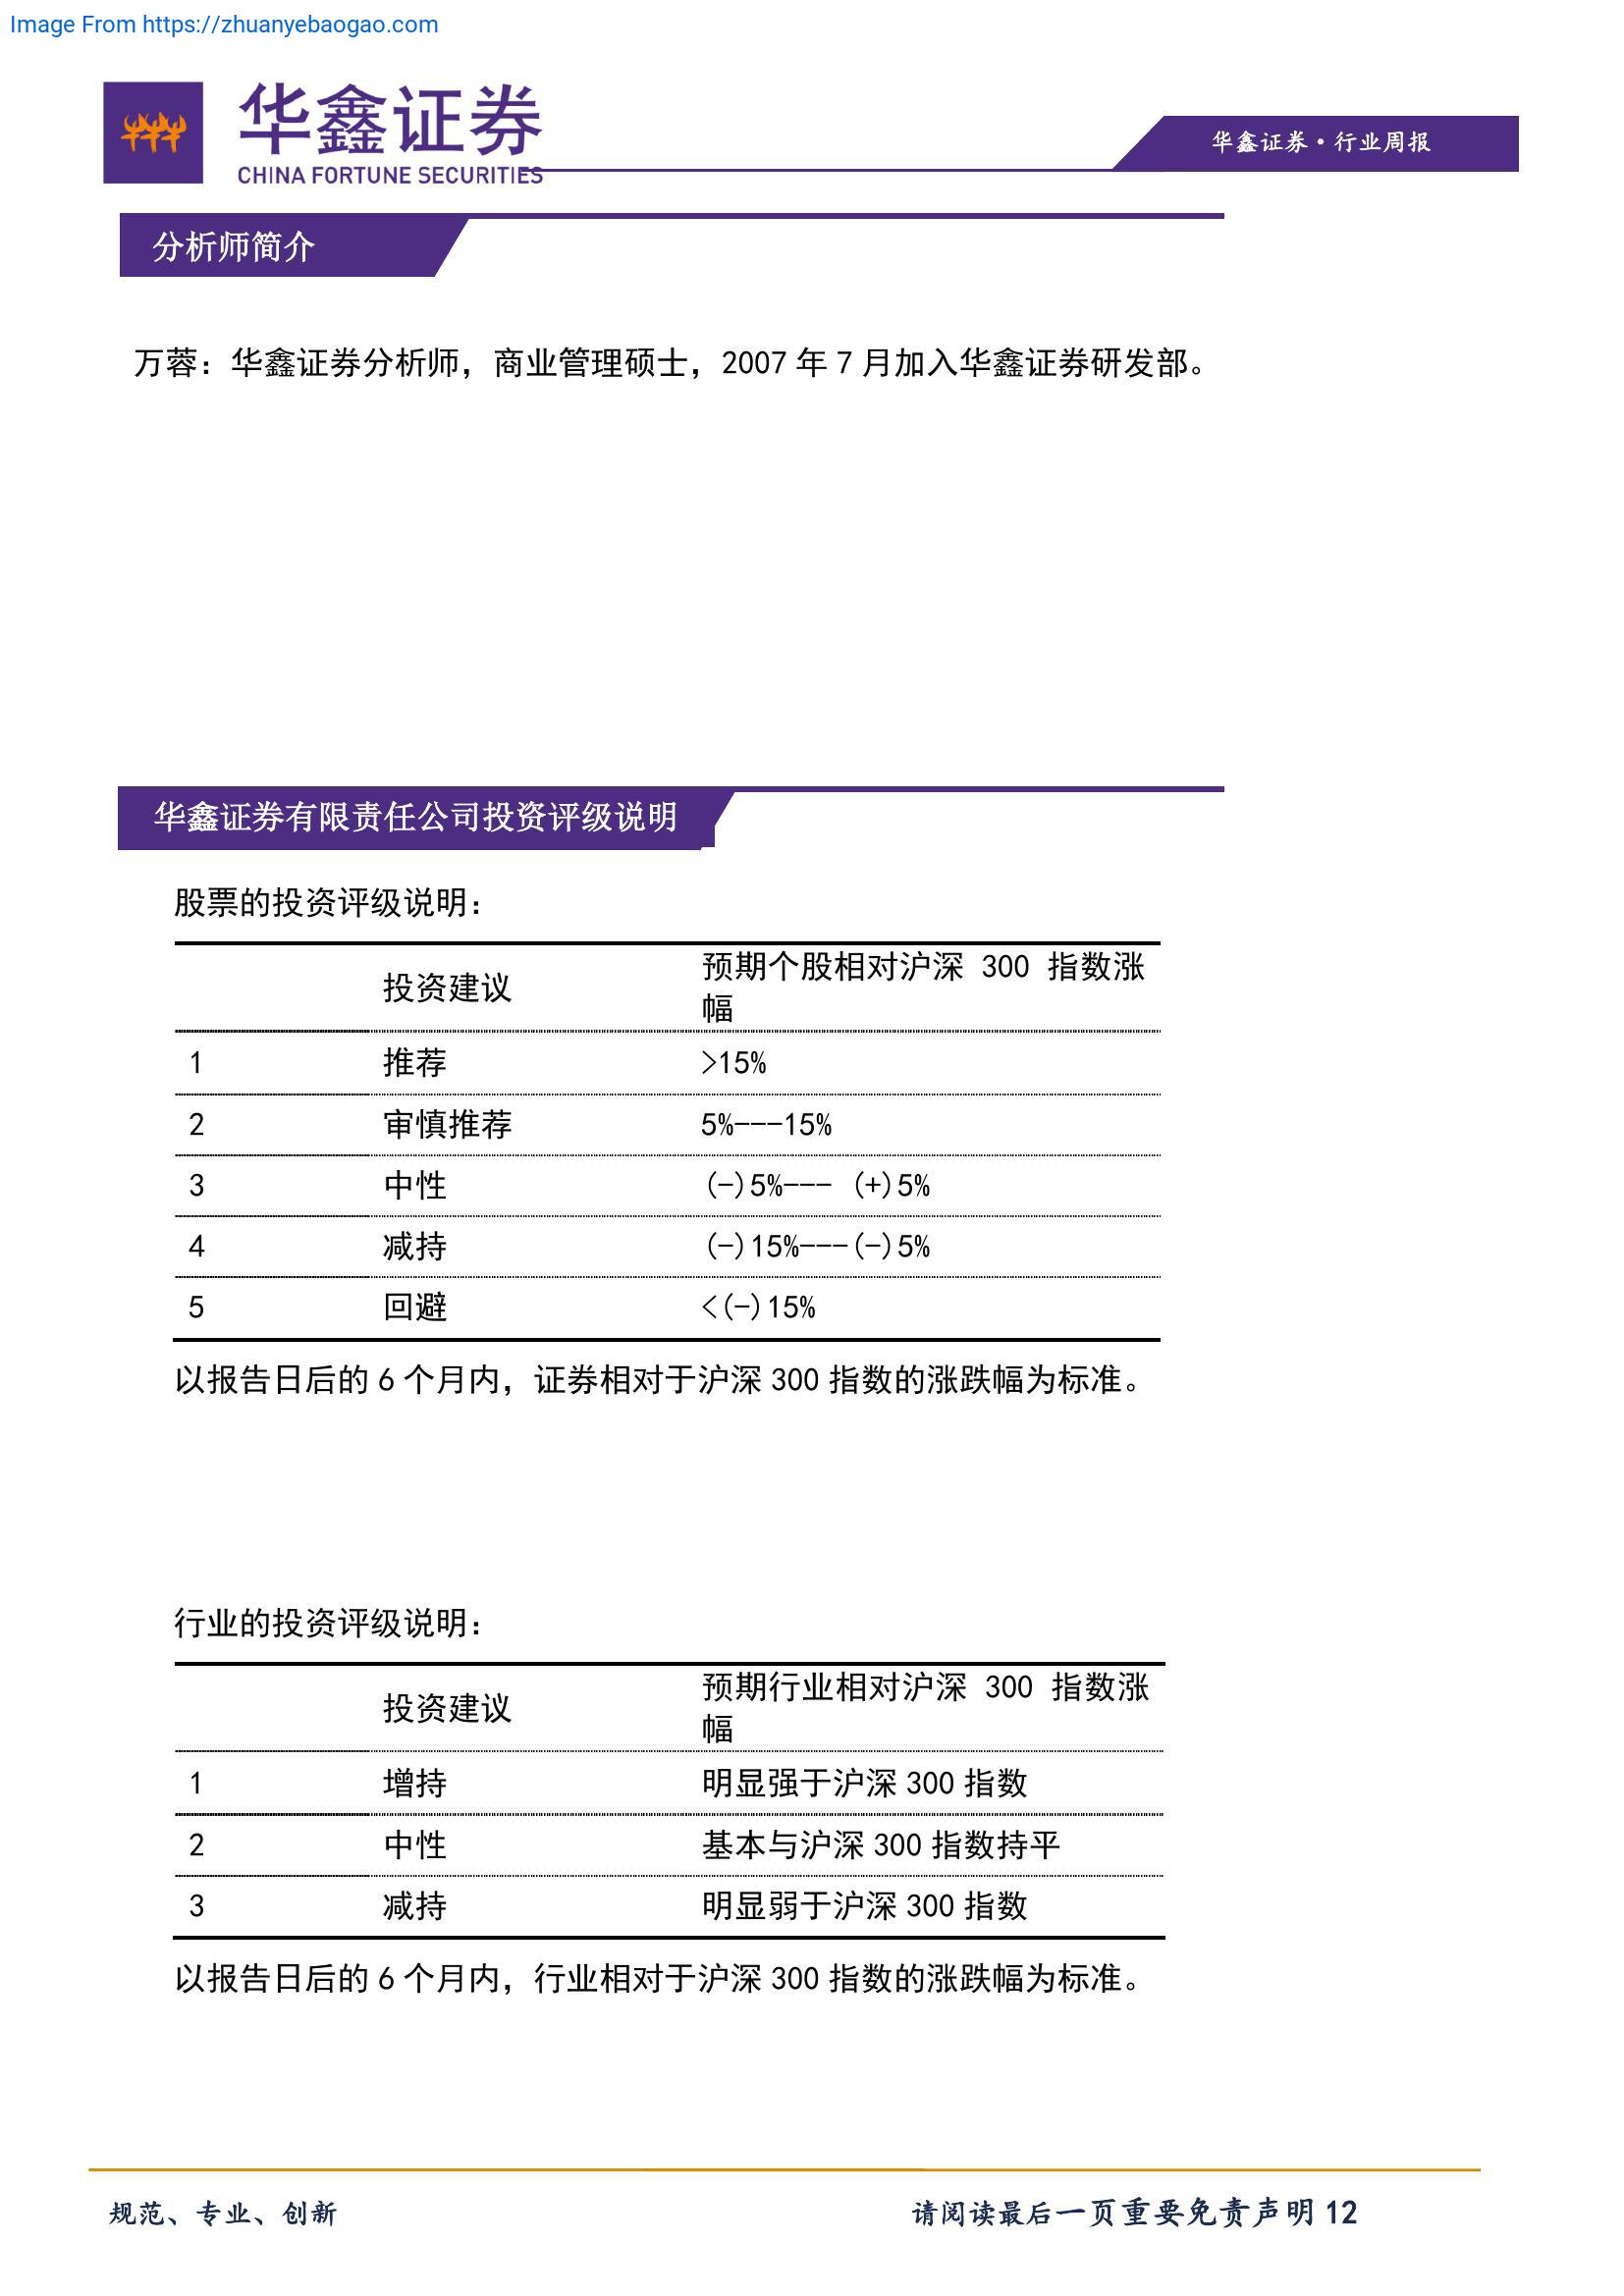 Image From https://zhuanyebaogao.com
华鑫证券
CHINA FORTUNE SECURITIES
华鑫证券·行业周报
分析师简介
万蓉：华鑫证券分析师，商业管理硕士，2007 年 7 月加入华鑫证券研发部。
华鑫证券有限责任公司投资评级说明
股票的投资评级说明：
投资建议 预期个股相对沪深 300 指数涨
幅
1 推荐 >15%
2 审慎推荐 5%---15%
3 中性 (-)5%--- (+)5%
4 减持 (-)15%---(-)5%
5 回避 <(-)15%
以报告日后的 6 个月内，证券相对于沪深 300 指数的涨跌幅为标准。
行业的投资评级说明：
投资建议 预期行业相对沪深 300 指数涨
幅
1 增持 明显强于沪深 300 指数
2 中性 基本与沪深 300 指数持平
3 减持 明显弱于沪深 300 指数
以报告日后的 6 个月内，行业相对于沪深 300 指数的涨跌幅为标准。
规范、专业、创新 请阅读最后一页重要免责声明 12